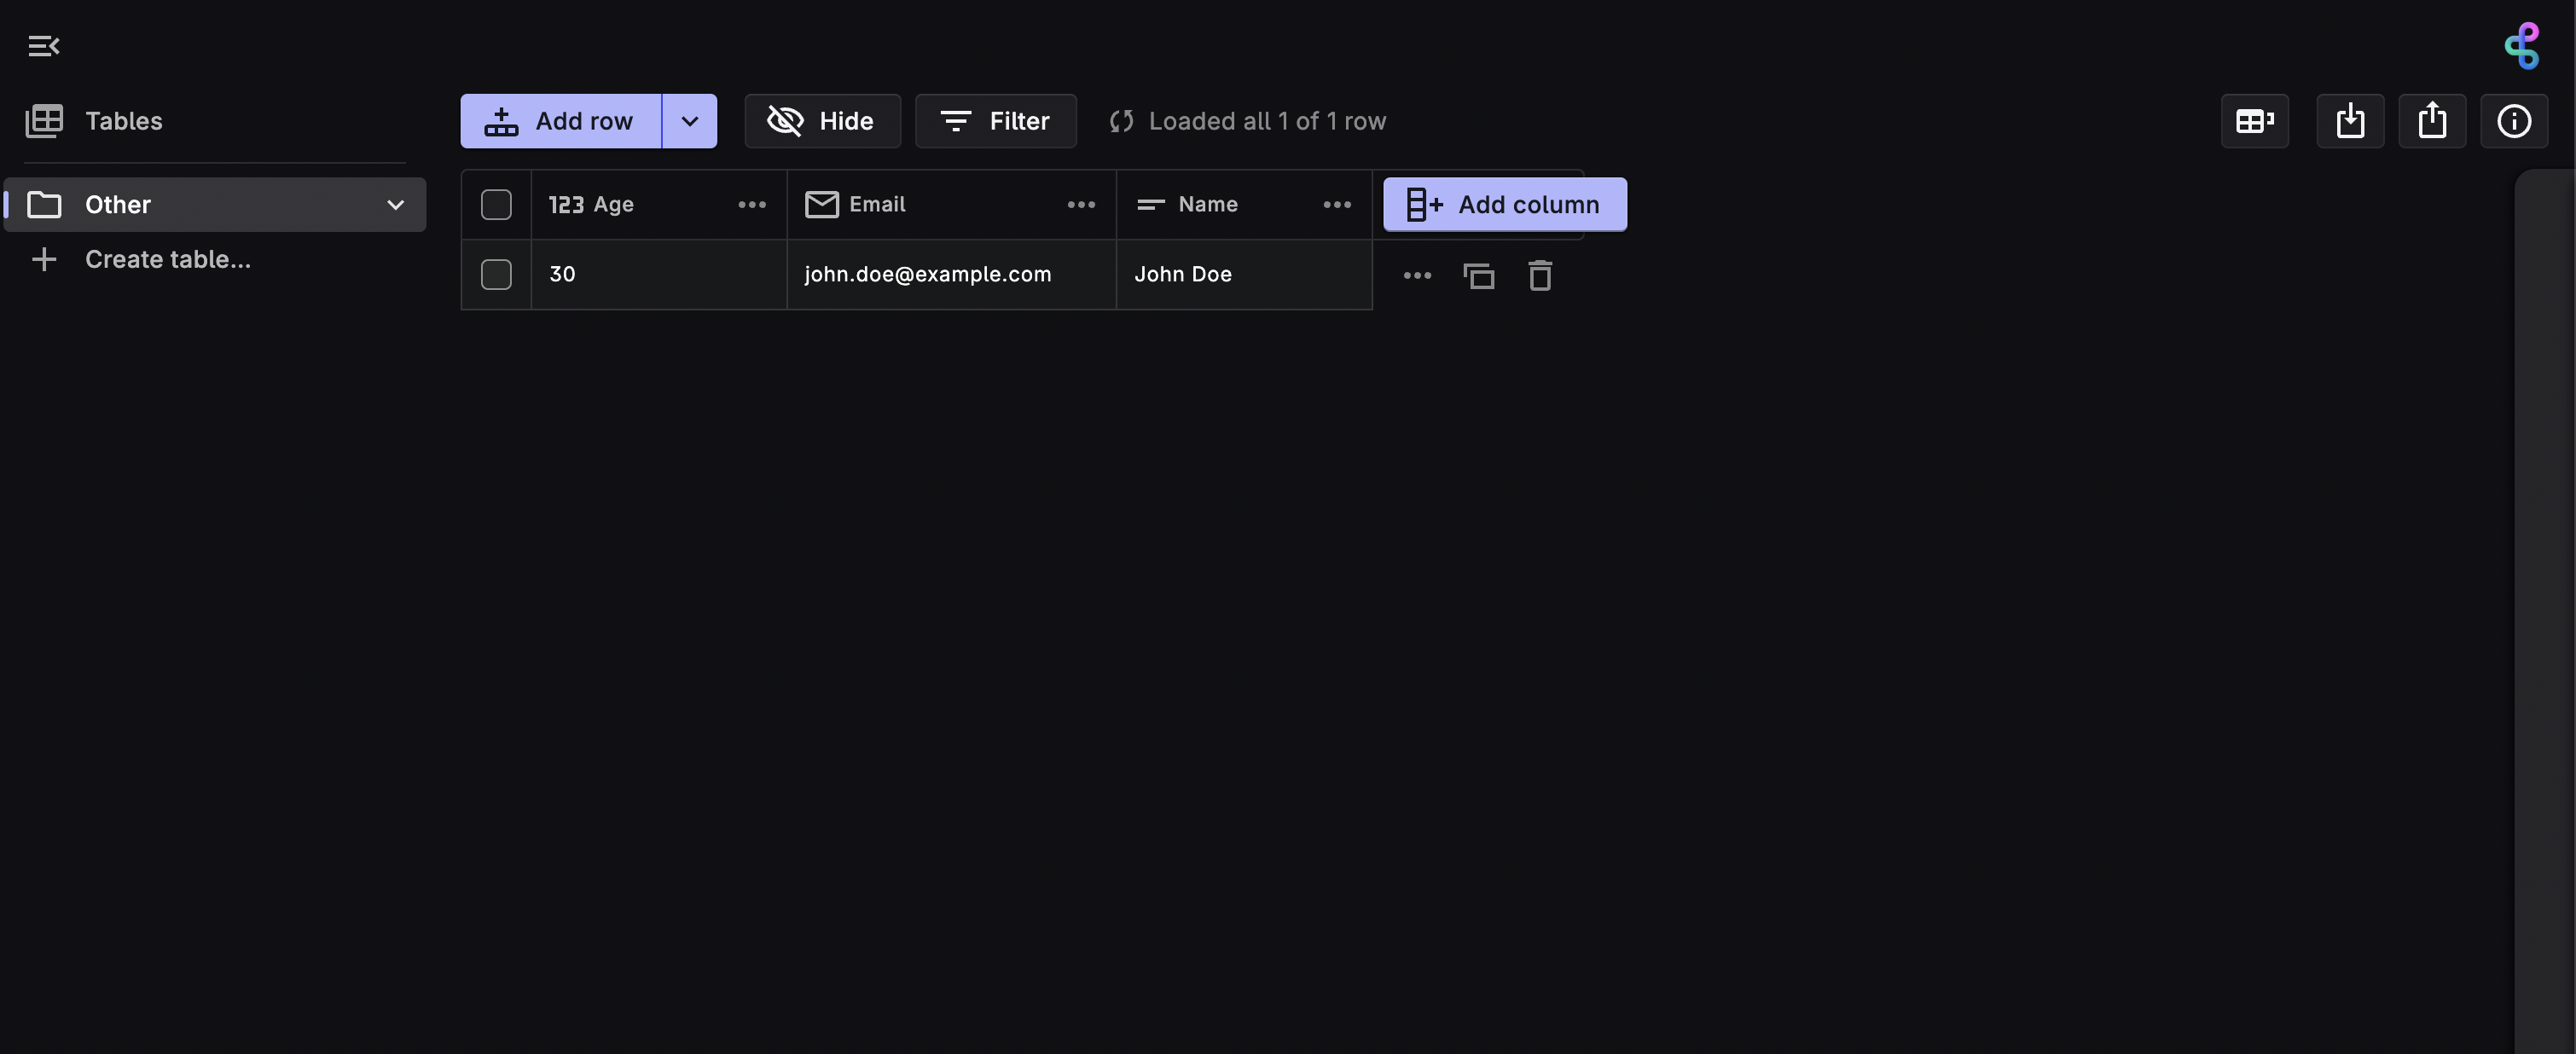 Tables
Add row
Hide
Filter
Loaded all 1 of 1 row
Other
123 Age
Email
Name
Add column
Create table...
30
john.doe@example.com
John Doe